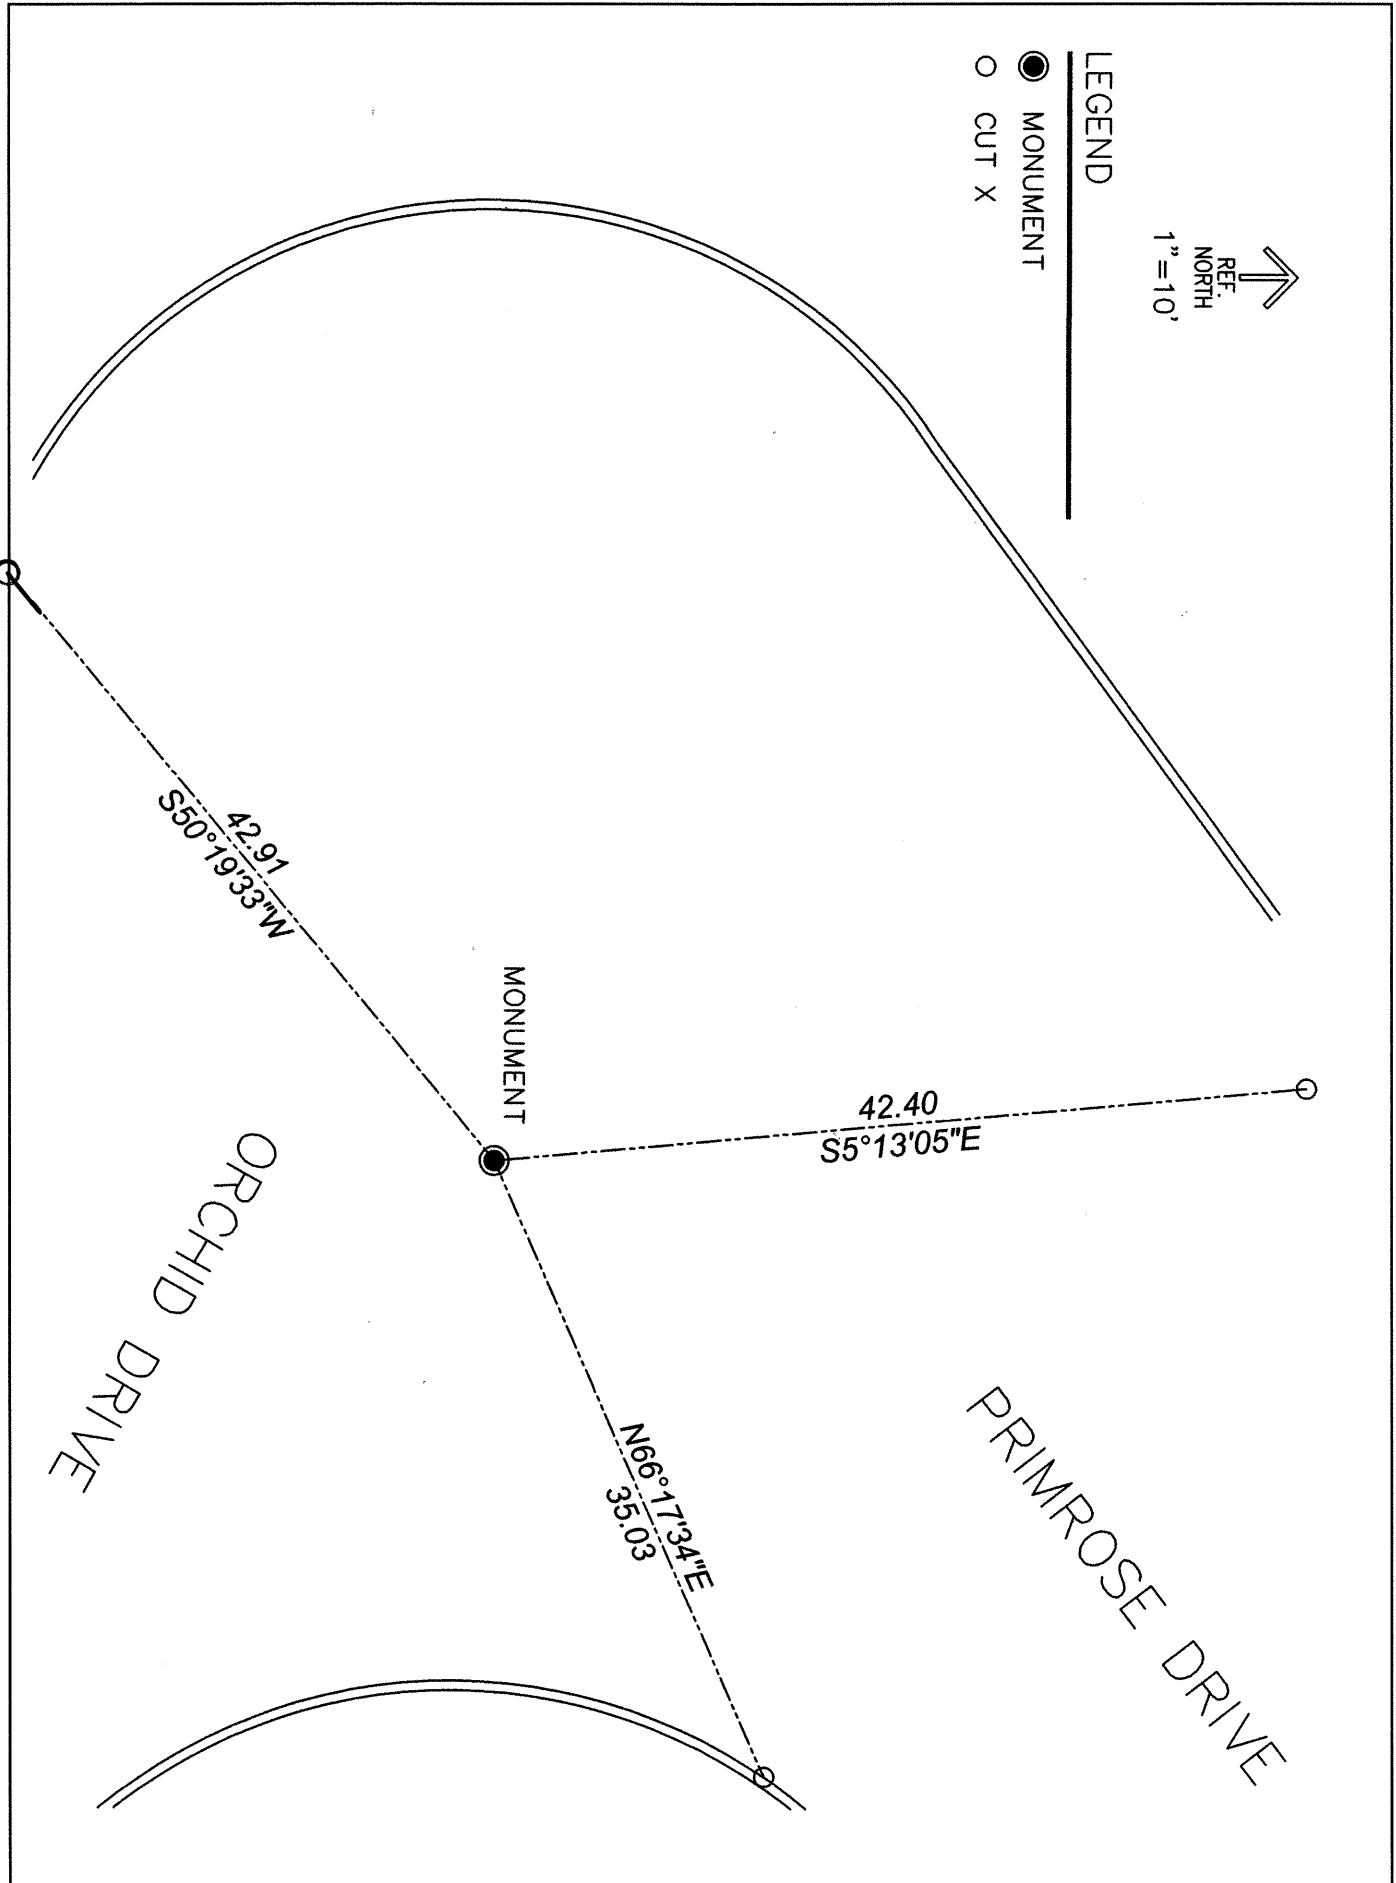 LEGEND
MONUMENT
CUT X
REF.
NORTH
1"=10'
42.91
S50°19'33"W
MONUMENT
42.40
S5°13'05"E
N66°17'34"E
35.03
ORCHID DRIVE
PRIMROSE DRIVE